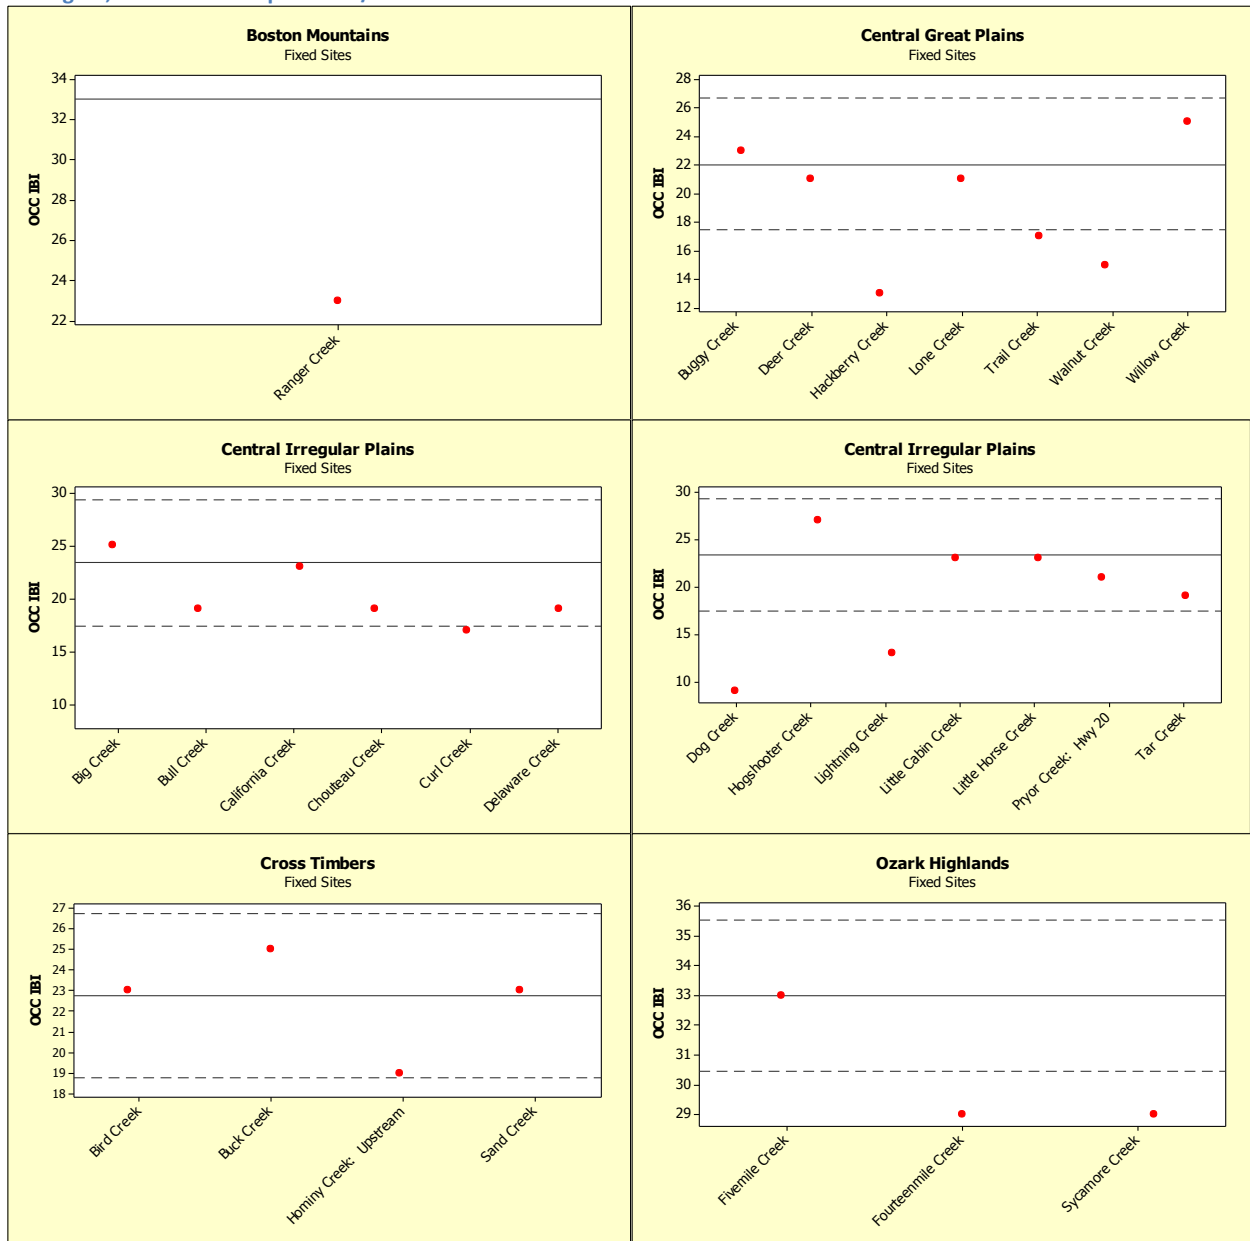 Boston Mountains
Fixed Sites
OCC IBI
34
32
30
28
26
24
22
Ranger Creek
Central Great Plains
Fixed Sites
OCC IBI
28
26
24
22
20
18
16
14
12
Buggy Creek
Deer Creek
Hackberry Creek
Lone Creek
Trail Creek
Walnut Creek
Willow Creek
Central Irregular Plains
Fixed Sites
OCC IBI
30
25
20
15
10
Big Creek
Bull Creek
California Creek
Chouteau Creek
Curl Creek
Delaware Creek
Central Irregular Plains
Fixed Sites
OCC IBI
30
25
20
15
10
Dog Creek
Hogshooter Creek
Lightning Creek
Little Cabin Creek
Little Horse Creek
Pryor Creek: Hwy 20
Tar Creek
Cross Timbers
Fixed Sites
OCC IBI
27
26
25
24
23
22
21
20
19
18
Bird Creek
Buck Creek
Hominy Creek: Upstream
Sand Creek
Ozark Highlands
Fixed Sites
OCC IBI
36
35
34
33
32
31
30
29
Fivemile Creek
Fourteenmile Creek
Sycamore Creek